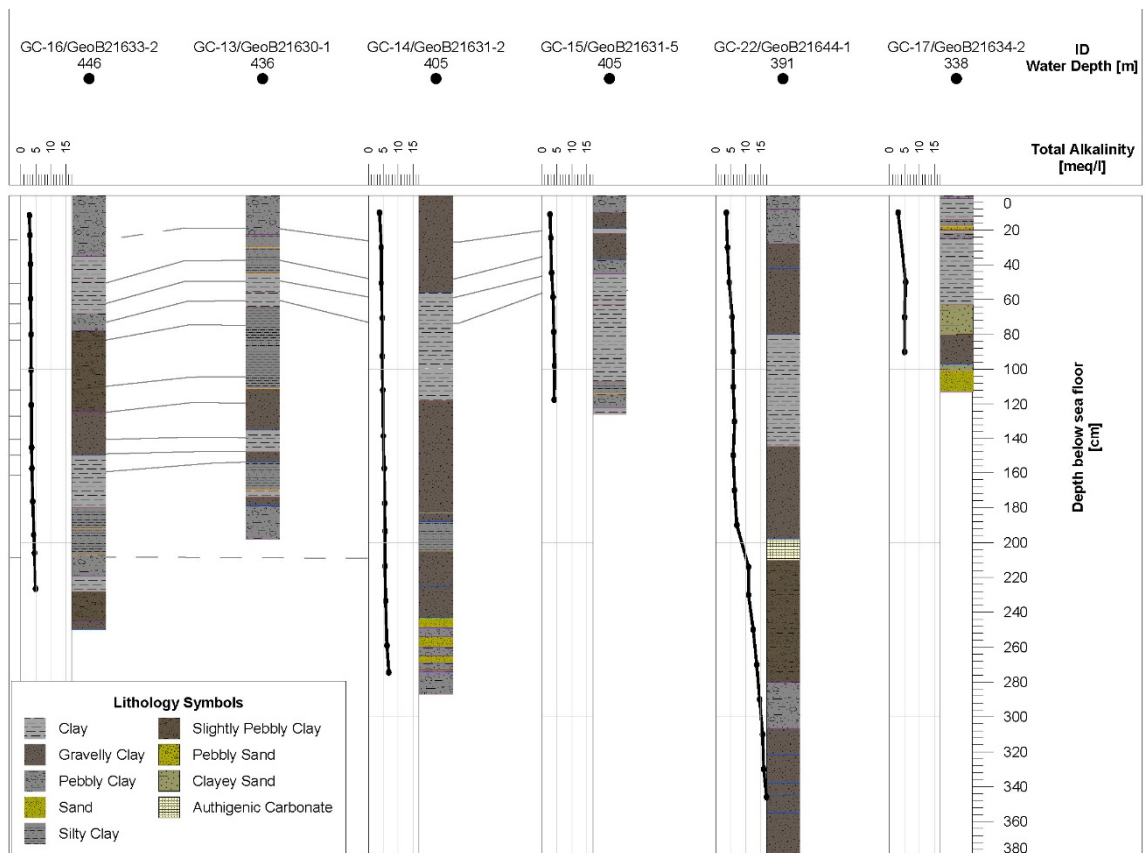 GC-16/GeoB21633-2 GC-13/GeoB21630-1 GC-14/GeoB21631-2 GC-15/GeoB21631-5 GC-22/GeoB21644-1 GC-17/GeoB21634-2 ID
446 436 405 405 391 338 Water Depth [m]
0 5 10 15 0 5 10 15 0 5 10 15 0 5 10 15 0 5 10 15 Total Alkalinity
[meq/l]
0
20
40
60
80
100
120
140
160
180
200
220
240
260
280
300
320
340
360
380
Depth below sea floor
[cm]
Lithology Symbols
Clay Slightly Pebbly Clay
Gravelly Clay Pebbly Sand
Pebbly Clay Clayey Sand
Sand Authigenic Carbonate
Silty Clay